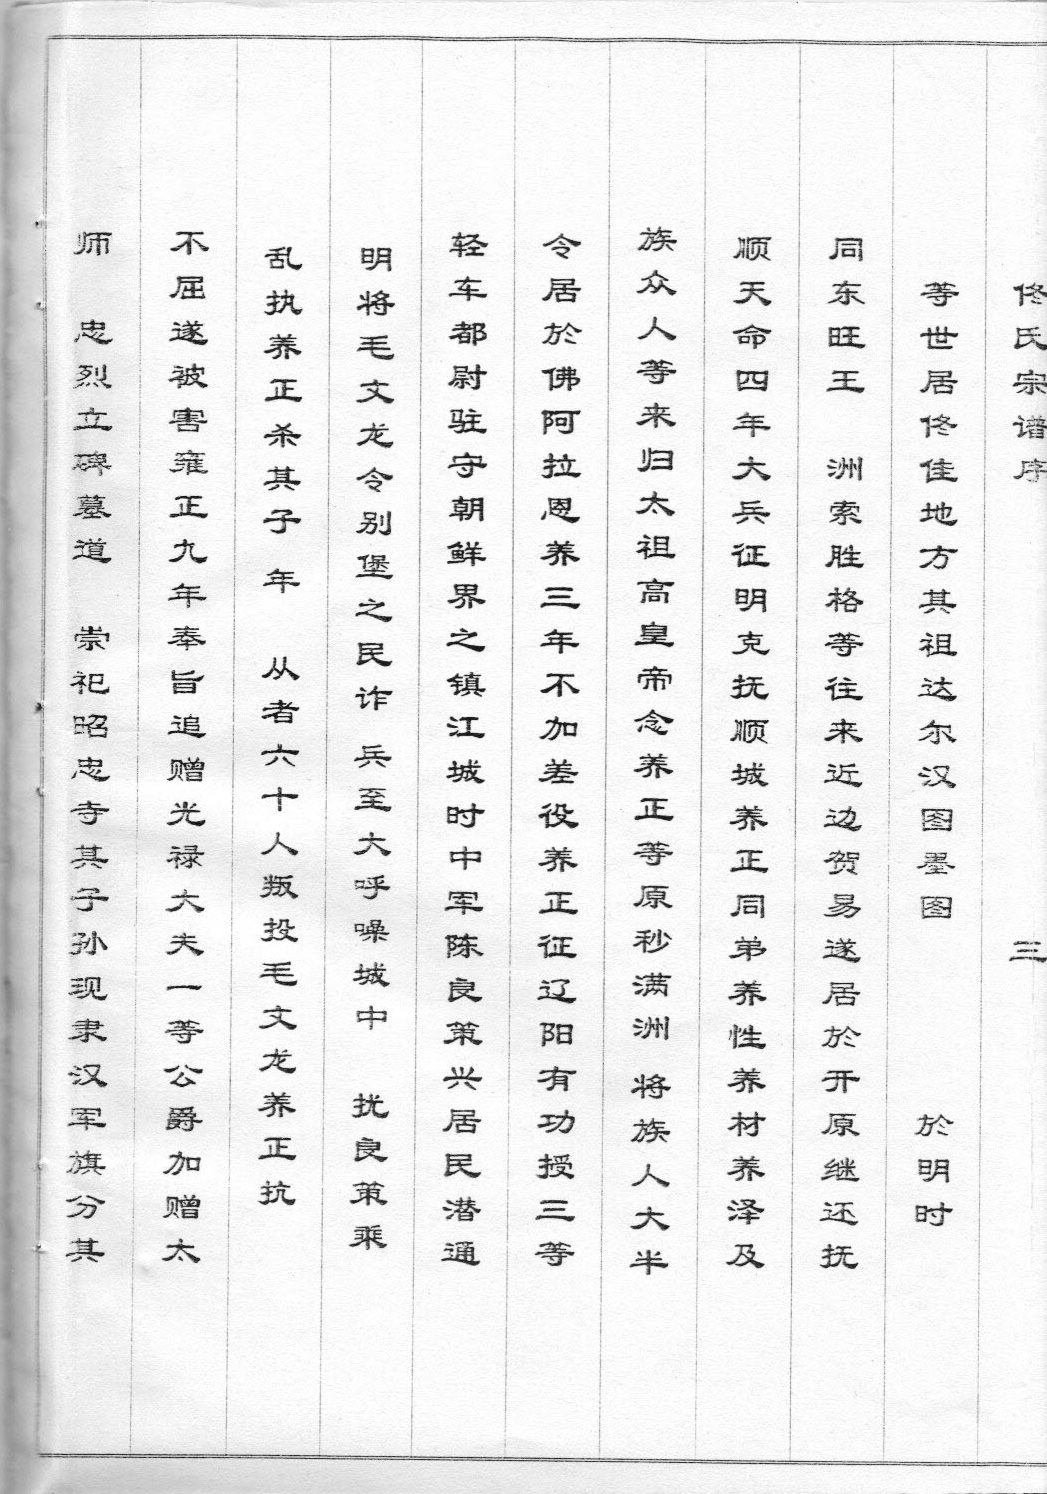 佟氏宗谱序 三
等世居佟佳地方其祖达尔汉图墨图 於明时
同东旺王 洲索胜格等往来近边贺易遂居於开原继还抚
顺天命四年大兵征明克抚顺城养正同弟养性养材养泽及
族众人等来归太祖高皇帝念养正等原秒满洲将族人大半
令居於佛阿拉恩养三年不加差役养正征辽阳有功授三等
轻车都尉驻守朝鲜界之镇江城时中军陈良策兴居民潜通
明将毛文龙令别堡之民诈兵至大呼噪城中 扰良策乘
乱执养正杀其子 年 从者六十人叛投毛文龙养正抗
不屈遂被害雍正九年奉旨追赠光禄大夫一等公爵加赠太
师 忠烈立碑墓道 崇祀昭忠寺其子孙现隶汉军旗分其